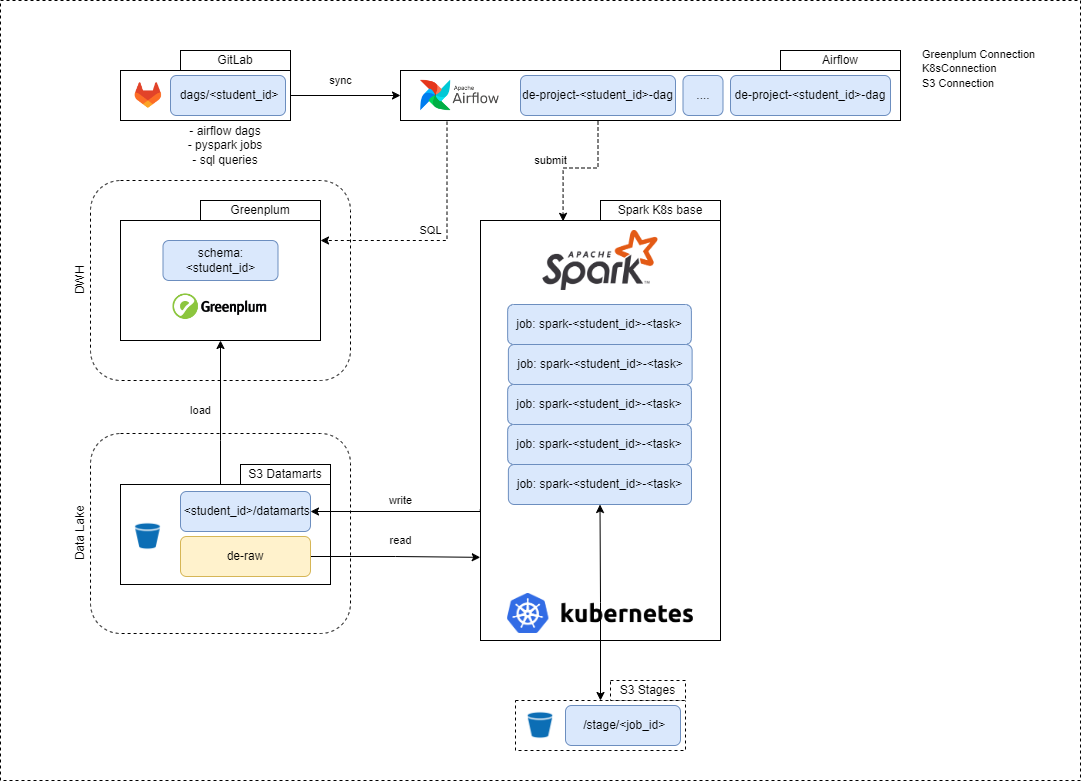 GitLab
dags/<student_id>
- airflow dags
- pyspark jobs
- sql queries
sync
Airflow
Apache
Airflow
de-project-<student_id>-dag
....
de-project-<student_id>-dag
Greenplum Connection
K8sConnection
S3 Connection
submit
SQL
DWH
Greenplum
schema:
<student_id>
Greenplum
Spark K8s base
APACHE
Spark
TM
job: spark-<student_id>-<task>
job: spark-<student_id>-<task>
job: spark-<student_id>-<task>
job: spark-<student_id>-<task>
job: spark-<student_id>-<task>
load
Data Lake
S3 Datamarts
<student_id>/datamarts
de-raw
write
read
kubernetes
S3 Stages
/stage/<job_id>